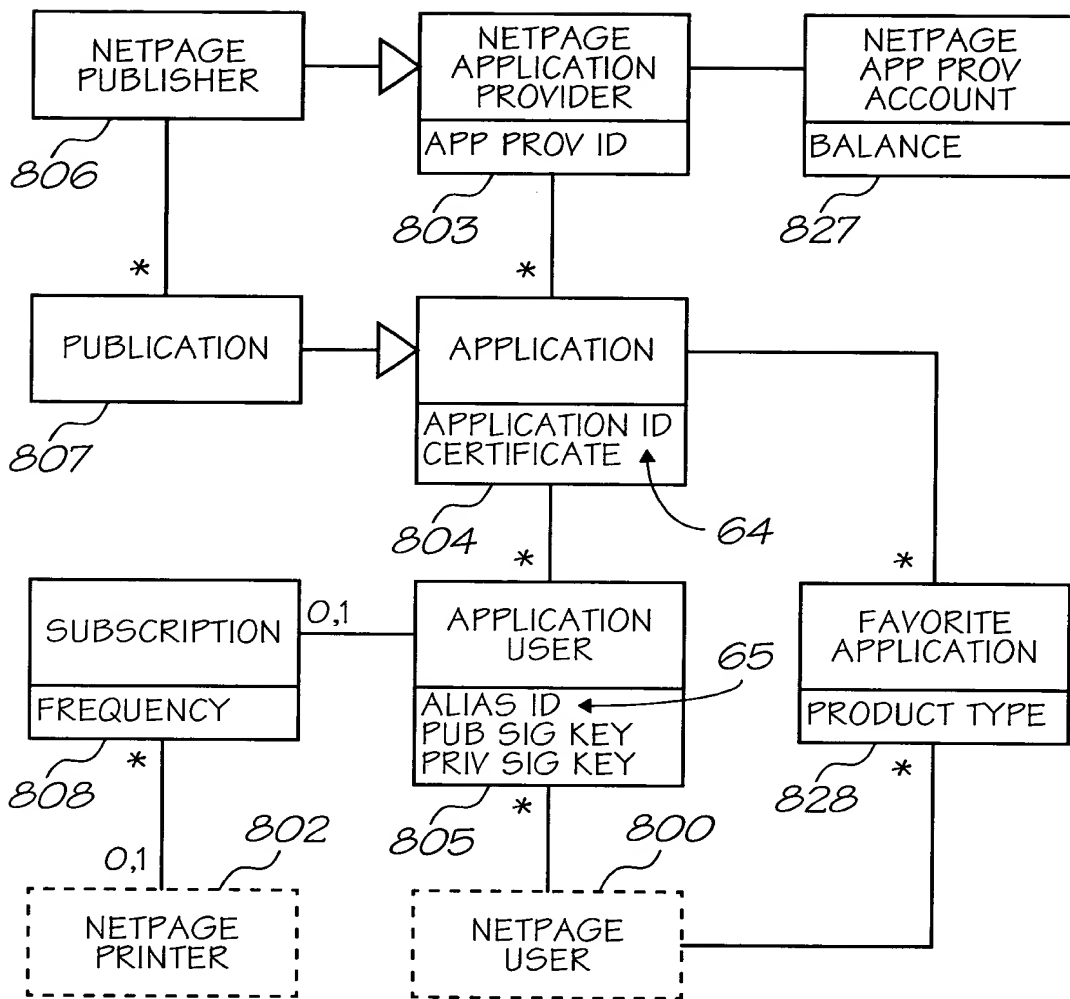 NETPAGE
PUBLISHER
806
NETPAGE
APPLICATION
PROVIDER
APP PROV ID
803
NETPAGE
APP PROV
ACCOUNT
BALANCE
827
*
*
PUBLICATION
807
APPLICATION
APPLICATION ID
CERTIFICATE
64
804
*
*
SUBSCRIPTION
FREQUENCY
808
*
0,1
APPLICATION
USER
ALIAS ID
PUB SIG KEY
PRIV SIG KEY
65
805
*
FAVORITE
APPLICATION
PRODUCT TYPE
828
*
0,1
802
NETPAGE
PRINTER
800
NETPAGE
USER